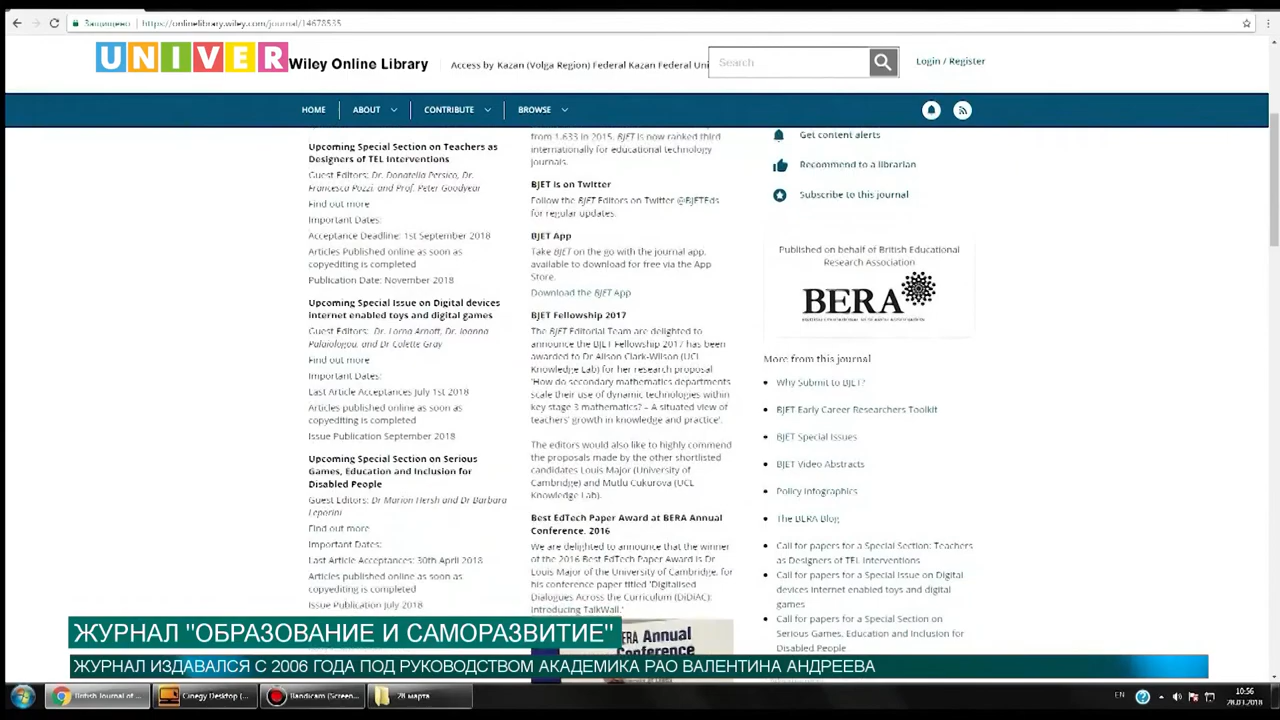 Защищено https://onlinelibrary.wiley.com/journal/14678535
UNIVER
Wiley Online Library
Access by Kazan (Volga Region) Federal Kazan Federal Uni
Search
Login / Register
HOME
ABOUT
CONTRIBUTE
BROWSE
Upcoming Special Section on Teachers as
Designers of TEL Interventions
Guest Editors: Dr. Donatella Persico, Dr.
Francesca Pozzi, and Prof. Peter Goodyear
Find out more
Important Dates:
Acceptance Deadline: 1st September 2018
Articles Published online as soon as
copyediting is completed
Publication Date: November 2018
Upcoming Special Issue on Digital devices
internet enabled toys and digital games
Guest Editors: Dr. Lorna Arnott, Dr. Ioanna
Palaiologou, and Dr Colette Gray
Find out more
Important Dates:
Last Article Acceptances July 1st 2018
Articles published online as soon as
copyediting is completed
Issue Publication September 2018
Upcoming Special Section on Serious
Games, Education and Inclusion for
Disabled People
Guest Editors: Dr Marion Hersh and Dr Barbara
Leporini
Find out more
Important Dates:
Last Article Acceptances: 30th April 2018
Articles published online as soon as
copyediting is completed
Issue Publication July 2018
from 1.633 in 2015. BJET is now ranked third
internationally for educational technology
journals.
BJET is on Twitter
Follow the BJET Editors on Twitter @BJETEds
for regular updates.
BJET App
Take BJET on the go with the journal app,
available to download for free via the App
Store.
Download the BJET App
BJET Fellowship 2017
The BJET Editorial Team are delighted to
announce the BJET Fellowship 2017 has been
awarded to Dr Alison Clark-Wilson (UCL
Knowledge Lab) for her research proposal
'How do secondary mathematics departments
scale their use of dynamic technologies within
key stage 3 mathematics? – A situated view of
teachers' growth in knowledge and practice'.
The editors would also like to highly commend
the proposals made by the other shortlisted
candidates Louis Major (University of
Cambridge) and Mutlu Cukurova (UCL
Knowledge Lab).
Best EdTech Paper Award at BERA Annual
Conference, 2016
We are delighted to announce that the winner
of the 2016 Best EdTech Paper Award is Dr
Louis Major of the University of Cambridge, for
his conference paper titled 'Digitalised
Dialogues Across the Curriculum (DiDiAC):
Introducing TalkWall.'
BERA Annual
Conference
Get content alerts
Recommend to a librarian
Subscribe to this journal
Published on behalf of British Educational
Research Association
BERA
More from this journal
Why Submit to BJET?
BJET Early Career Researchers Toolkit
BJET Special Issues
BJET Video Abstracts
Policy Infographics
The BERA Blog
Call for papers for a Special Section: Teachers
as Designers of TEL Interventions
Call for papers for a Special Issue on Digital
devices internet enabled toys and digital
games
Call for papers for a Special Section on
Serious Games, Education and Inclusion for
Disabled People
ЖУРНАЛ "ОБРАЗОВАНИЕ И САМОРАЗВИТИЕ"
ЖУРНАЛ ИЗДАВАЛСЯ С 2006 ГОДА ПОД РУКОВОДСТВОМ АКАДЕМИКА РАО ВАЛЕНТИНА АНДРЕЕВА
British Journal of ...
Cinegy Desktop (...
Bandicam (Screen...
28 марта
EN
10:56
28.03.2018